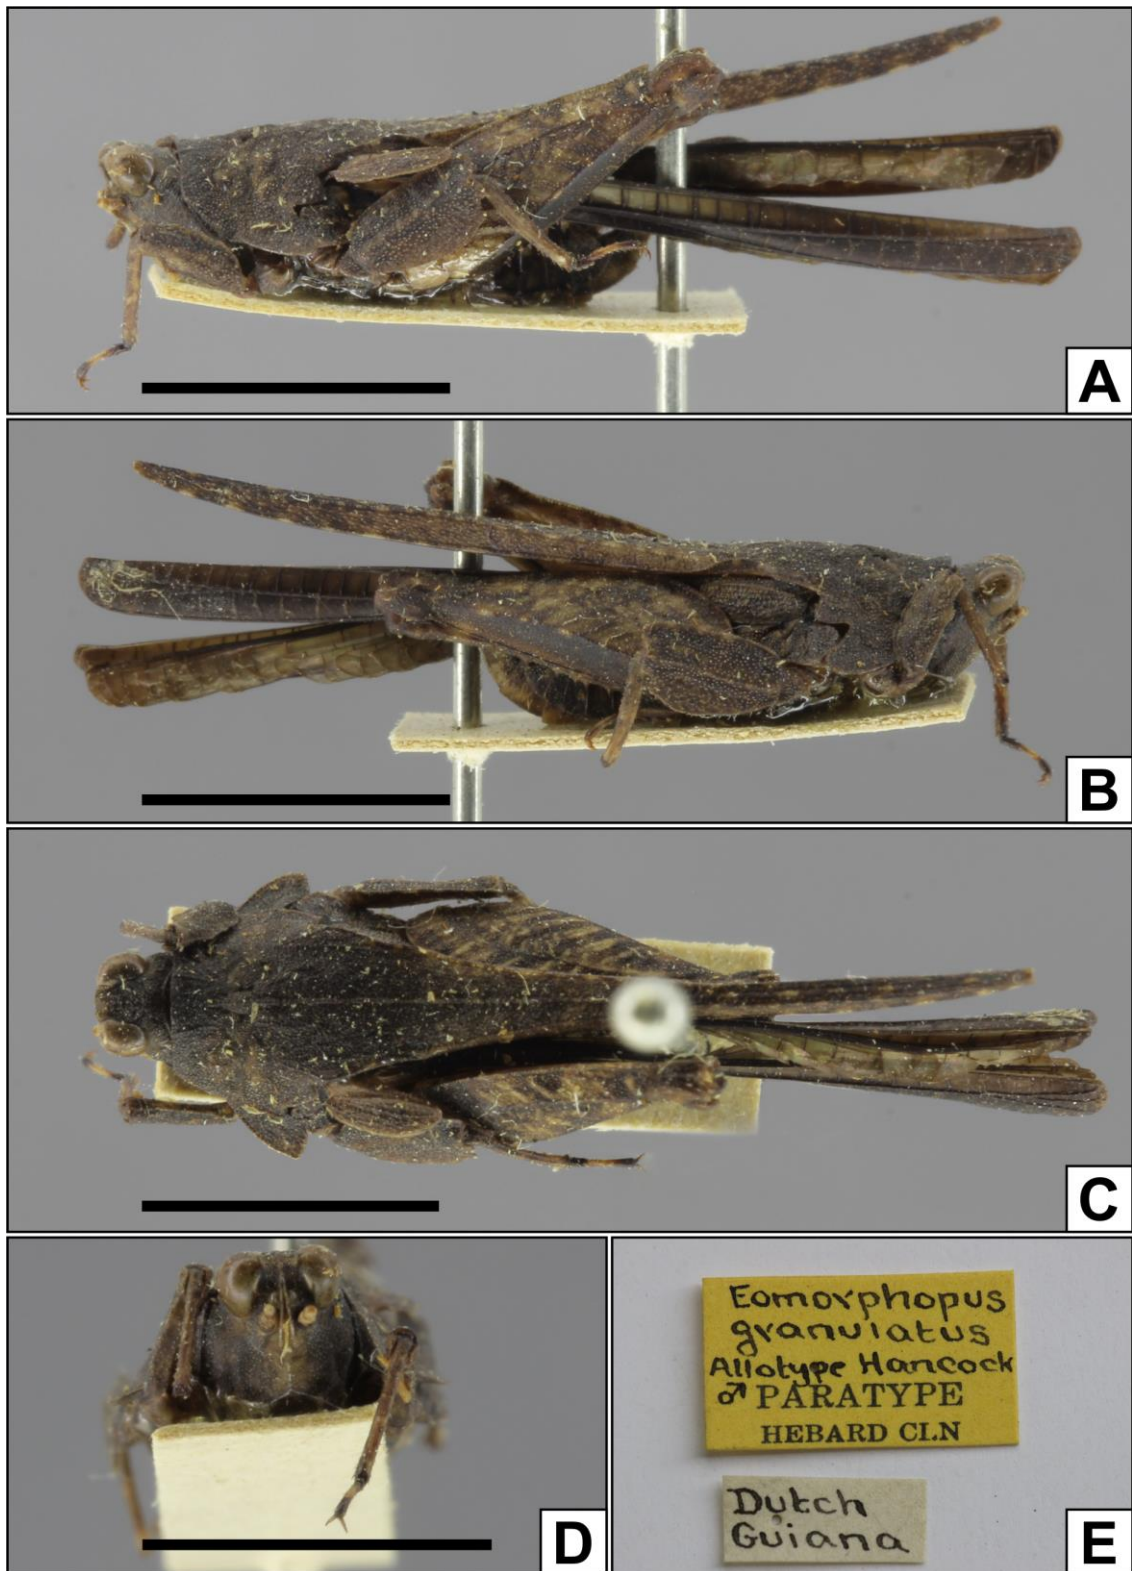 A
B
C
D
Eomorphopus
granulatus
Allotype Hancock
♂ PARATYPE
HEBARD CLN
Dutch
Guiana
E